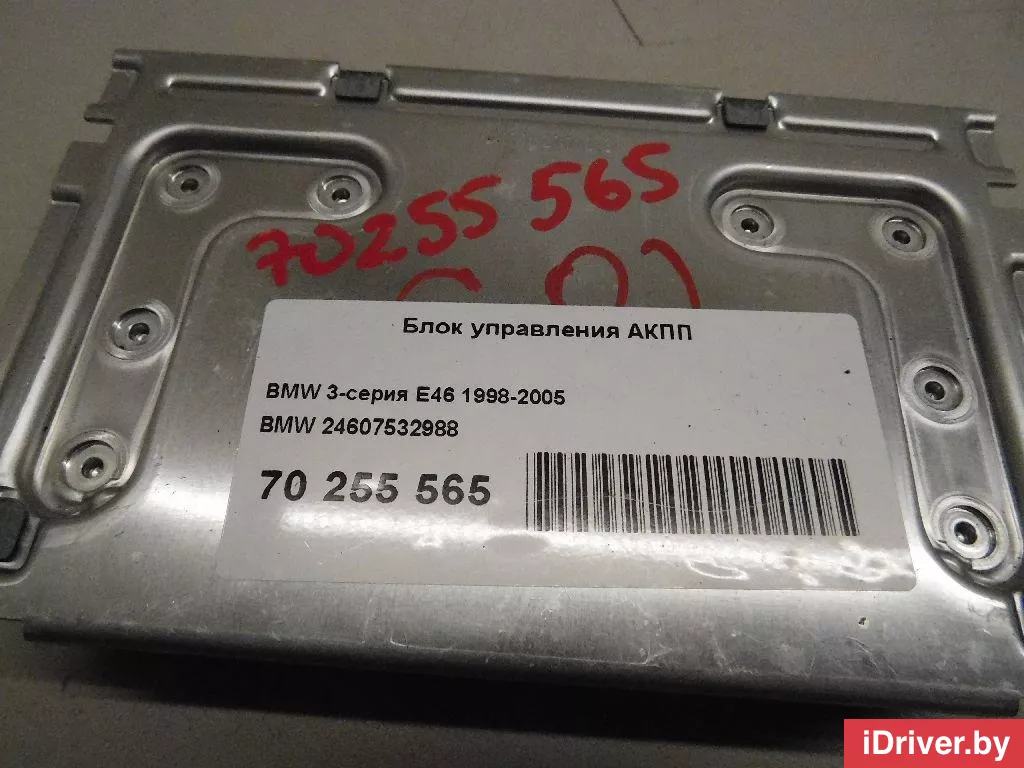 70255 565
Блок управления АКПП
BMW 3-серия E46 1998-2005
BMW 24607532988
70 255 565
iDriver.by